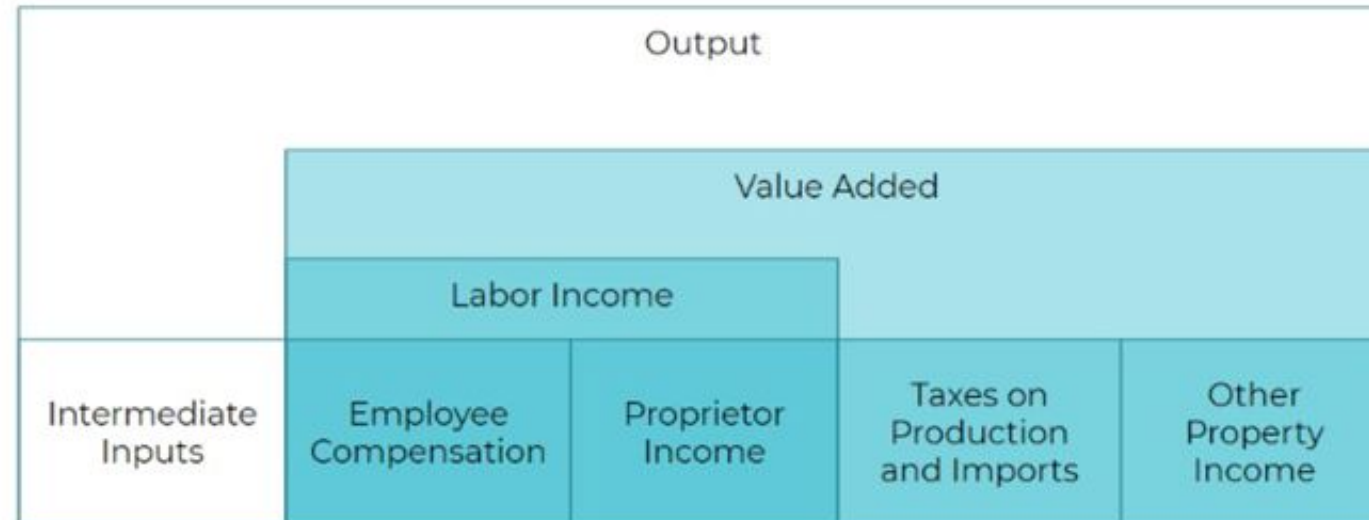 Output
Value Added
Labor Income
Intermediate
Inputs
Employee
Compensation
Proprietor
Income
Taxes on
Production
and Imports
Other
Property
Income